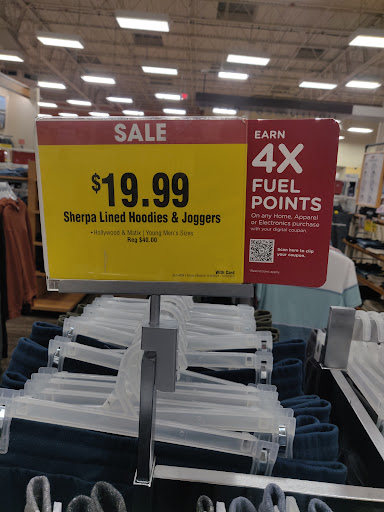 SALE
$19.99
Sherpa Lined Hoodies & Joggers
• Hollywood & Matix | Young Men's Sizes
Reg $40.00
With Card
EARN
4X
FUEL
POINTS
On any Home, Apparel
or Electronics purchase
with your digital coupon.
Scan here to clip
your coupon.